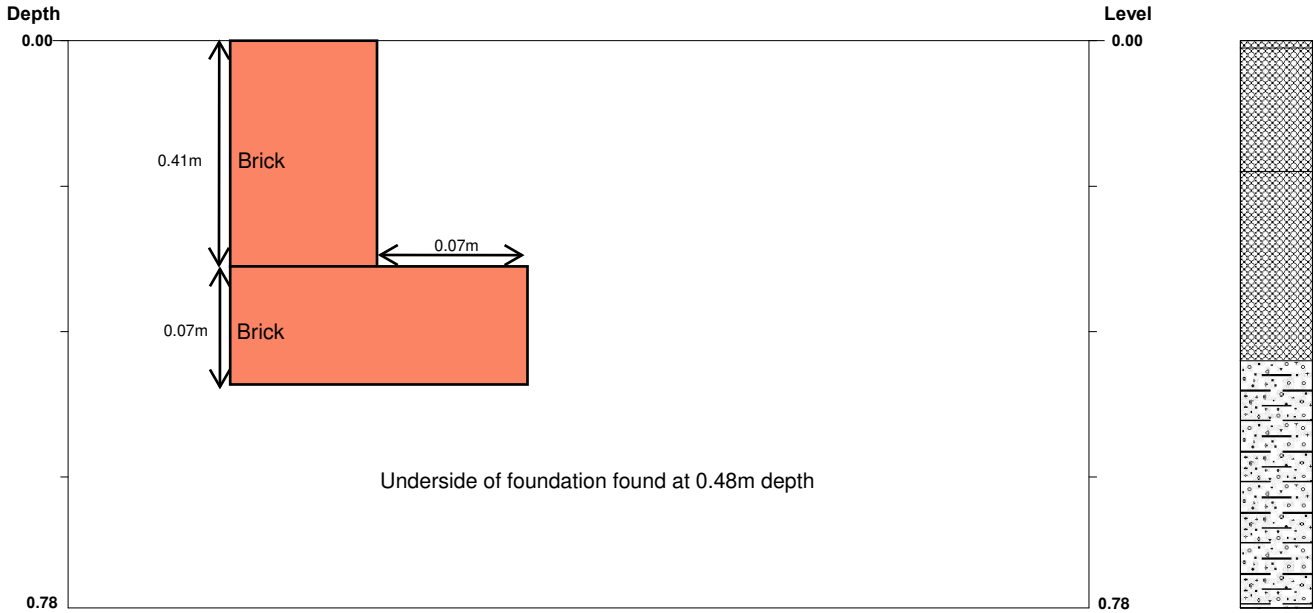 Depth
Level
0.00
0.00
0.41m
Brick
0.07m
0.07m
Brick
Underside of foundation found at 0.48m depth
0.78
0.78